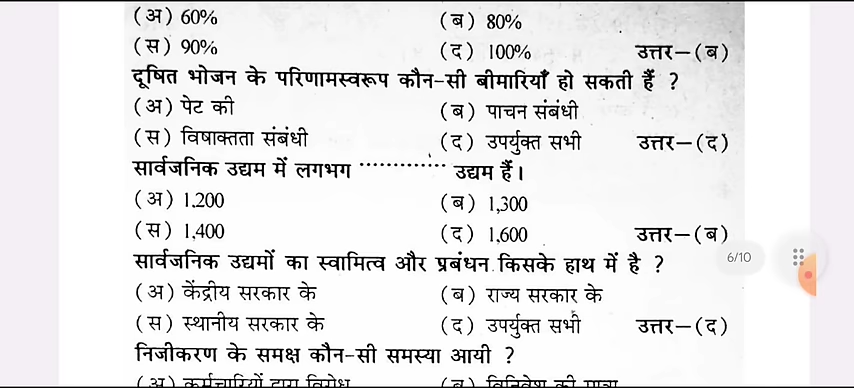 (अ) 60% (ब) 80%
(स) 90% (द) 100% उत्तर–(ब)
दूषित भोजन के परिणामस्वरूप कौन-सी बीमारियाँ हो सकती हैं ?
(अ) पेट की (ब) पाचन संबंधी
(स) विषाक्तता संबंधी (द) उपर्युक्त सभी उत्तर–(द)
सार्वजनिक उद्यम में लगभग ............... उद्यम हैं।
(अ) 1,200 (ब) 1,300
(स) 1,400 (द) 1,600 उत्तर–(ब)
सार्वजनिक उद्यमों का स्वामित्व और प्रबंधन किसके हाथ में है ?
6/10
(अ) केंद्रीय सरकार के (ब) राज्य सरकार के
(स) स्थानीय सरकार के (द) उपर्युक्त सभी उत्तर–(द)
निजीकरण के समक्ष कौन-सी समस्या आयी ?
(अ) कर्मचारियों द्वारा विरोध (ब) विनिवेश की मात्रा